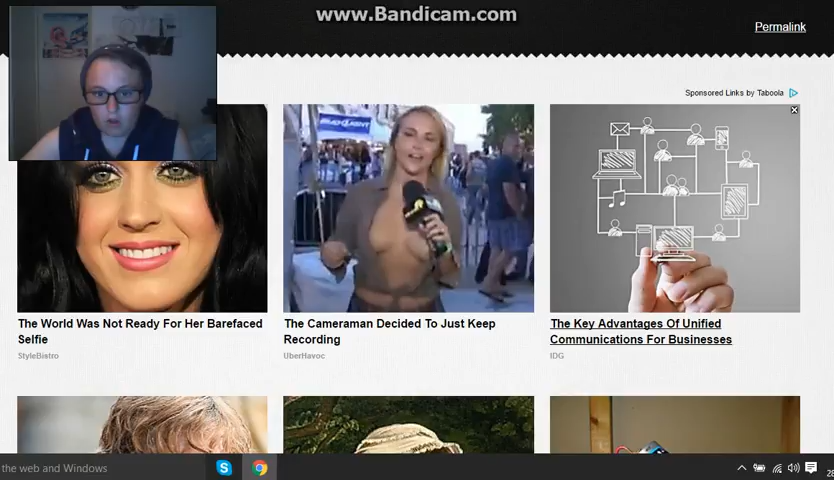 www.Bandicam.com
Permalink
Sponsored Links by Taboola
The World Was Not Ready For Her Barefaced
Selfie
StyleBistro
The Cameraman Decided To Just Keep
Recording
UberHavoc
The Key Advantages Of Unified
Communications For Businesses
IDG
the web and Windows
28